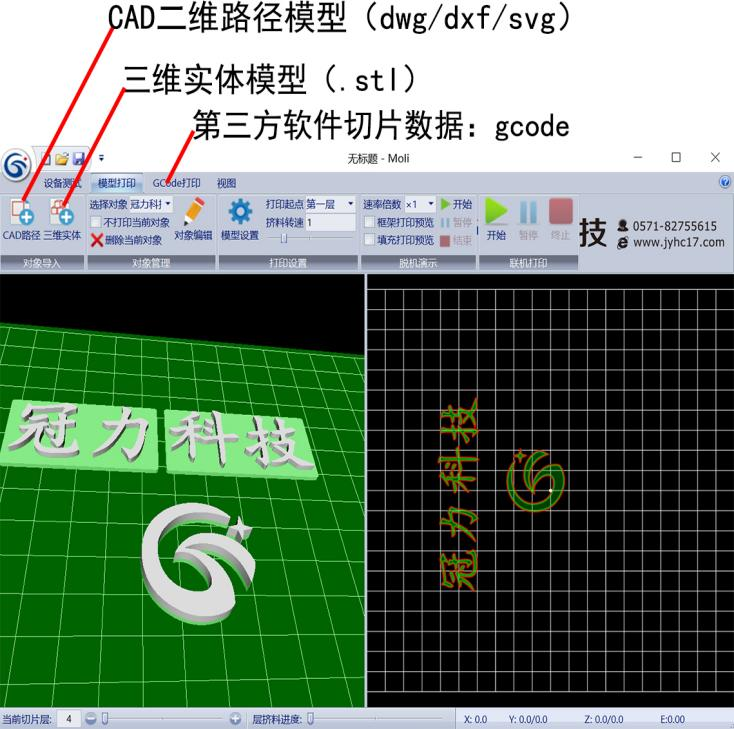 CAD二维路径模型（dwg/dxf/svg）
三维实体模型（.stl）
第三方软件切片数据：gcode
无标题 - Moli
设备测试 模型打印 GCode打印 视图
选择对象 冠力科技 打印起点 第一层 速率倍数 ×1 开始
不打印当前对象 挤料转速 1 框架打印预览 暂停
删除当前对象 填充打印预览 结束
CAD路径 三维实体 对象编辑 模型设置 开始 暂停 终止
技 0571-82755615
www.jyhc17.com
对象导入 对象管理 打印设置 脱机演示 联机打印
冠力科技
冠力科技
当前切片层: 4 层挤料进度: X: 0.0 Y: 0.0/0.0 Z: 0.0/0.0 E:0.00